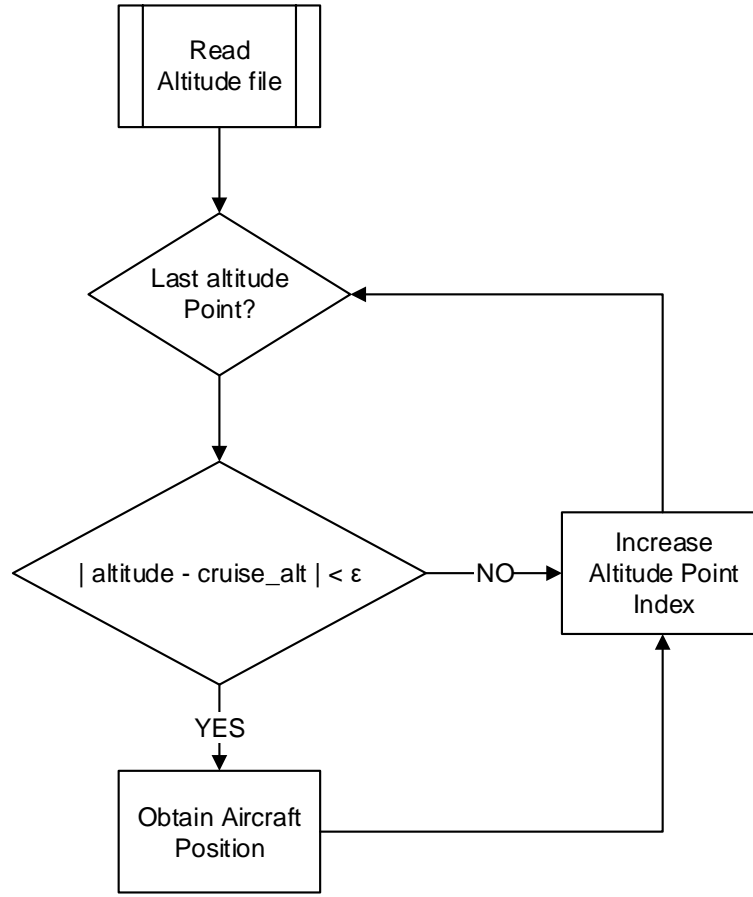 Read
Altitude file
Last altitude
Point?
| altitude - cruise_alt | < ε
NO
Increase
Altitude Point
Index
YES
Obtain Aircraft
Position